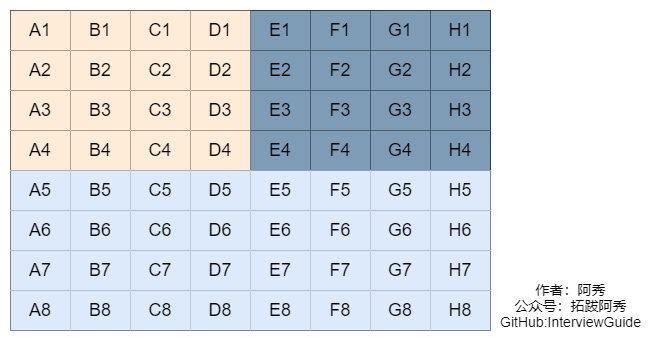 A1 B1 C1 D1 E1 F1 G1 H1
A2 B2 C2 D2 E2 F2 G2 H2
A3 B3 C3 D3 E3 F3 G3 H3
A4 B4 C4 D4 E4 F4 G4 H4
A5 B5 C5 D5 E5 F5 G5 H5
A6 B6 C6 D6 E6 F6 G6 H6
A7 B7 C7 D7 E7 F7 G7 H7
A8 B8 C8 D8 E8 F8 G8 H8
作者：阿秀
公众号：拓跋阿秀
GitHub:InterviewGuide